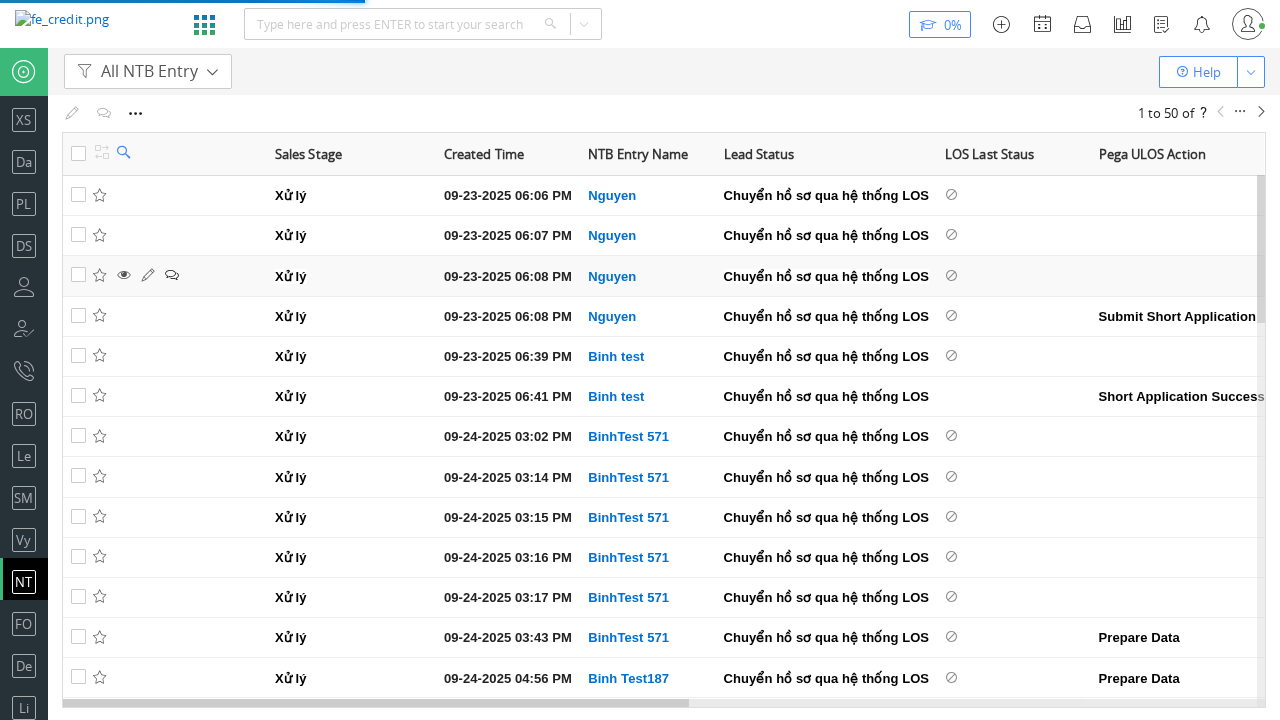 fe_credit.png
Type here and press ENTER to start your search
0%
All NTB Entry
Help
1 to 50 of ?
Sales Stage Created Time NTB Entry Name Lead Status LOS Last Staus Pega ULOS Action
Xử lý 09-23-2025 06:06 PM Nguyen Chuyển hồ sơ qua hệ thống LOS
Xử lý 09-23-2025 06:07 PM Nguyen Chuyển hồ sơ qua hệ thống LOS
Xử lý 09-23-2025 06:08 PM Nguyen Chuyển hồ sơ qua hệ thống LOS
Xử lý 09-23-2025 06:08 PM Nguyen Chuyển hồ sơ qua hệ thống LOS Submit Short Application
Xử lý 09-23-2025 06:39 PM Binh test Chuyển hồ sơ qua hệ thống LOS
Xử lý 09-23-2025 06:41 PM Binh test Chuyển hồ sơ qua hệ thống LOS Short Application Success
Xử lý 09-24-2025 03:02 PM BinhTest 571 Chuyển hồ sơ qua hệ thống LOS
Xử lý 09-24-2025 03:14 PM BinhTest 571 Chuyển hồ sơ qua hệ thống LOS
Xử lý 09-24-2025 03:15 PM BinhTest 571 Chuyển hồ sơ qua hệ thống LOS
Xử lý 09-24-2025 03:16 PM BinhTest 571 Chuyển hồ sơ qua hệ thống LOS
Xử lý 09-24-2025 03:17 PM BinhTest 571 Chuyển hồ sơ qua hệ thống LOS
Xử lý 09-24-2025 03:43 PM BinhTest 571 Chuyển hồ sơ qua hệ thống LOS Prepare Data
Xử lý 09-24-2025 04:56 PM Binh Test187 Chuyển hồ sơ qua hệ thống LOS Prepare Data
XS
Da
PL
DS
RO
Le
SM
Vy
NT
FO
De
Li